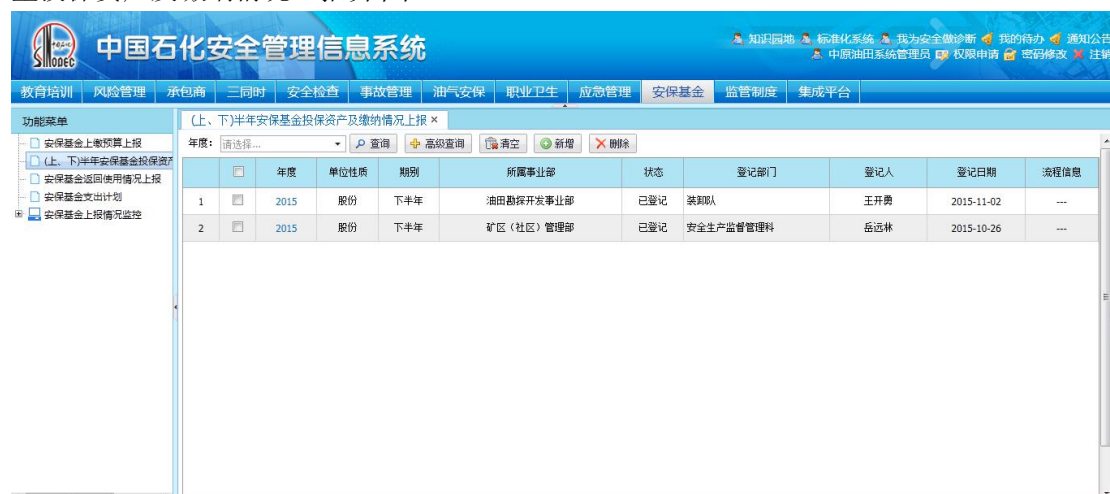 SINOPEC
中国石化安全管理信息系统
知识园地 标准化系统 我为安全做诊断 我的待办 通知公告
中原油田系统管理员 权限申请 密码修改 注销
教育培训 风险管理 承包商 三同时 安全检查 事故管理 油气安保 职业卫生 应急管理 安保基金 监管制度 集成平台
功能菜单
安保基金上缴预算上报
(上、下)半年安保基金投保资产
安保基金返回使用情况上报
安保基金支出计划
安保基金上报情况监控
(上、下)半年安保基金投保资产及缴纳情况上报 ×
年度: 请选择... 查询 高级查询 清空 新增 删除
年度 单位性质 期别 所属事业部 状态 登记部门 登记人 登记日期 流程信息
1 2015 股份 下半年 油田勘探开发事业部 已登记 装卸队 王开勇 2015-11-02 ---
2 2015 股份 下半年 矿区(社区)管理部 已登记 安全生产监督管理科 岳远林 2015-10-26 ---